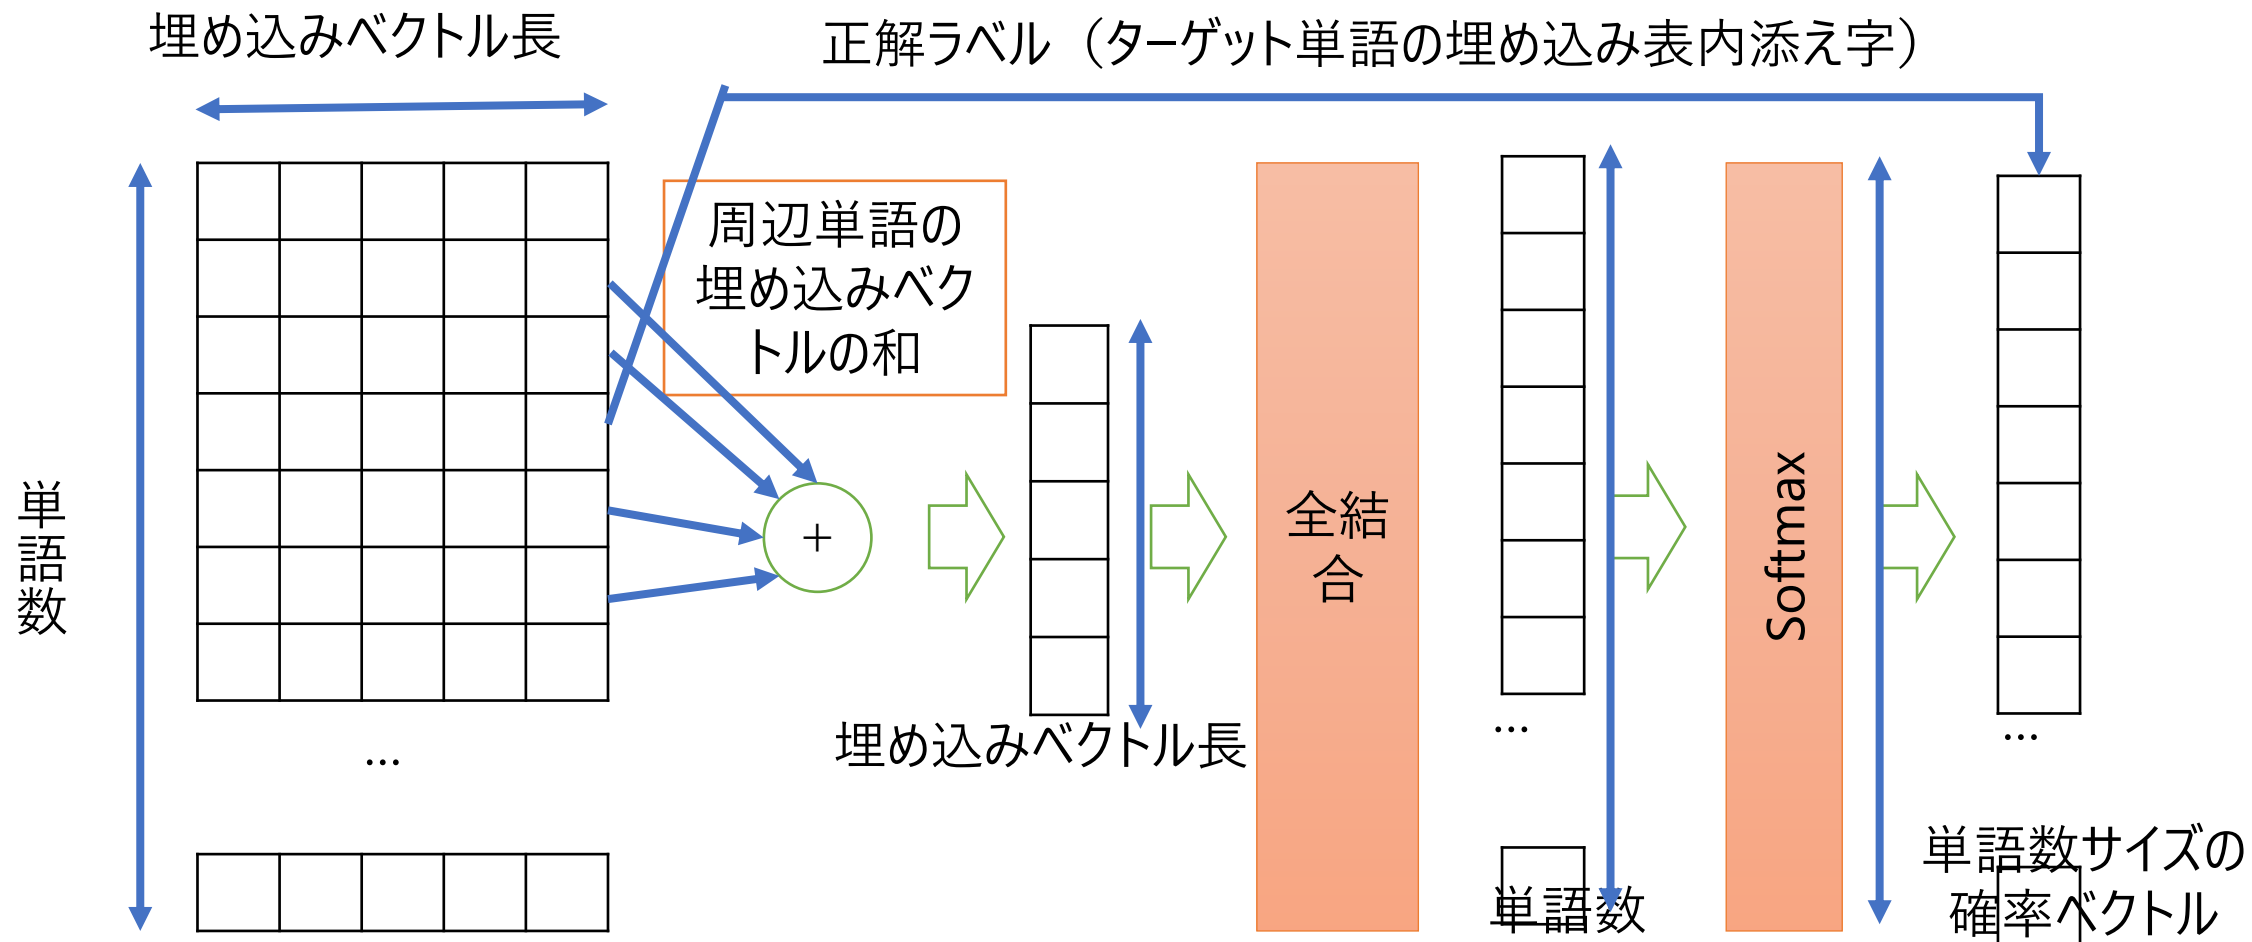 埋め込みベクトル長
正解ラベル（ターゲット単語の埋め込み表内添え字）
単語数
周辺単語の
埋め込みベク
トルの和
+
埋め込みベクトル長
全結
合
Softmax
...
...
...
単語数
単語数サイズの
確率ベクトル